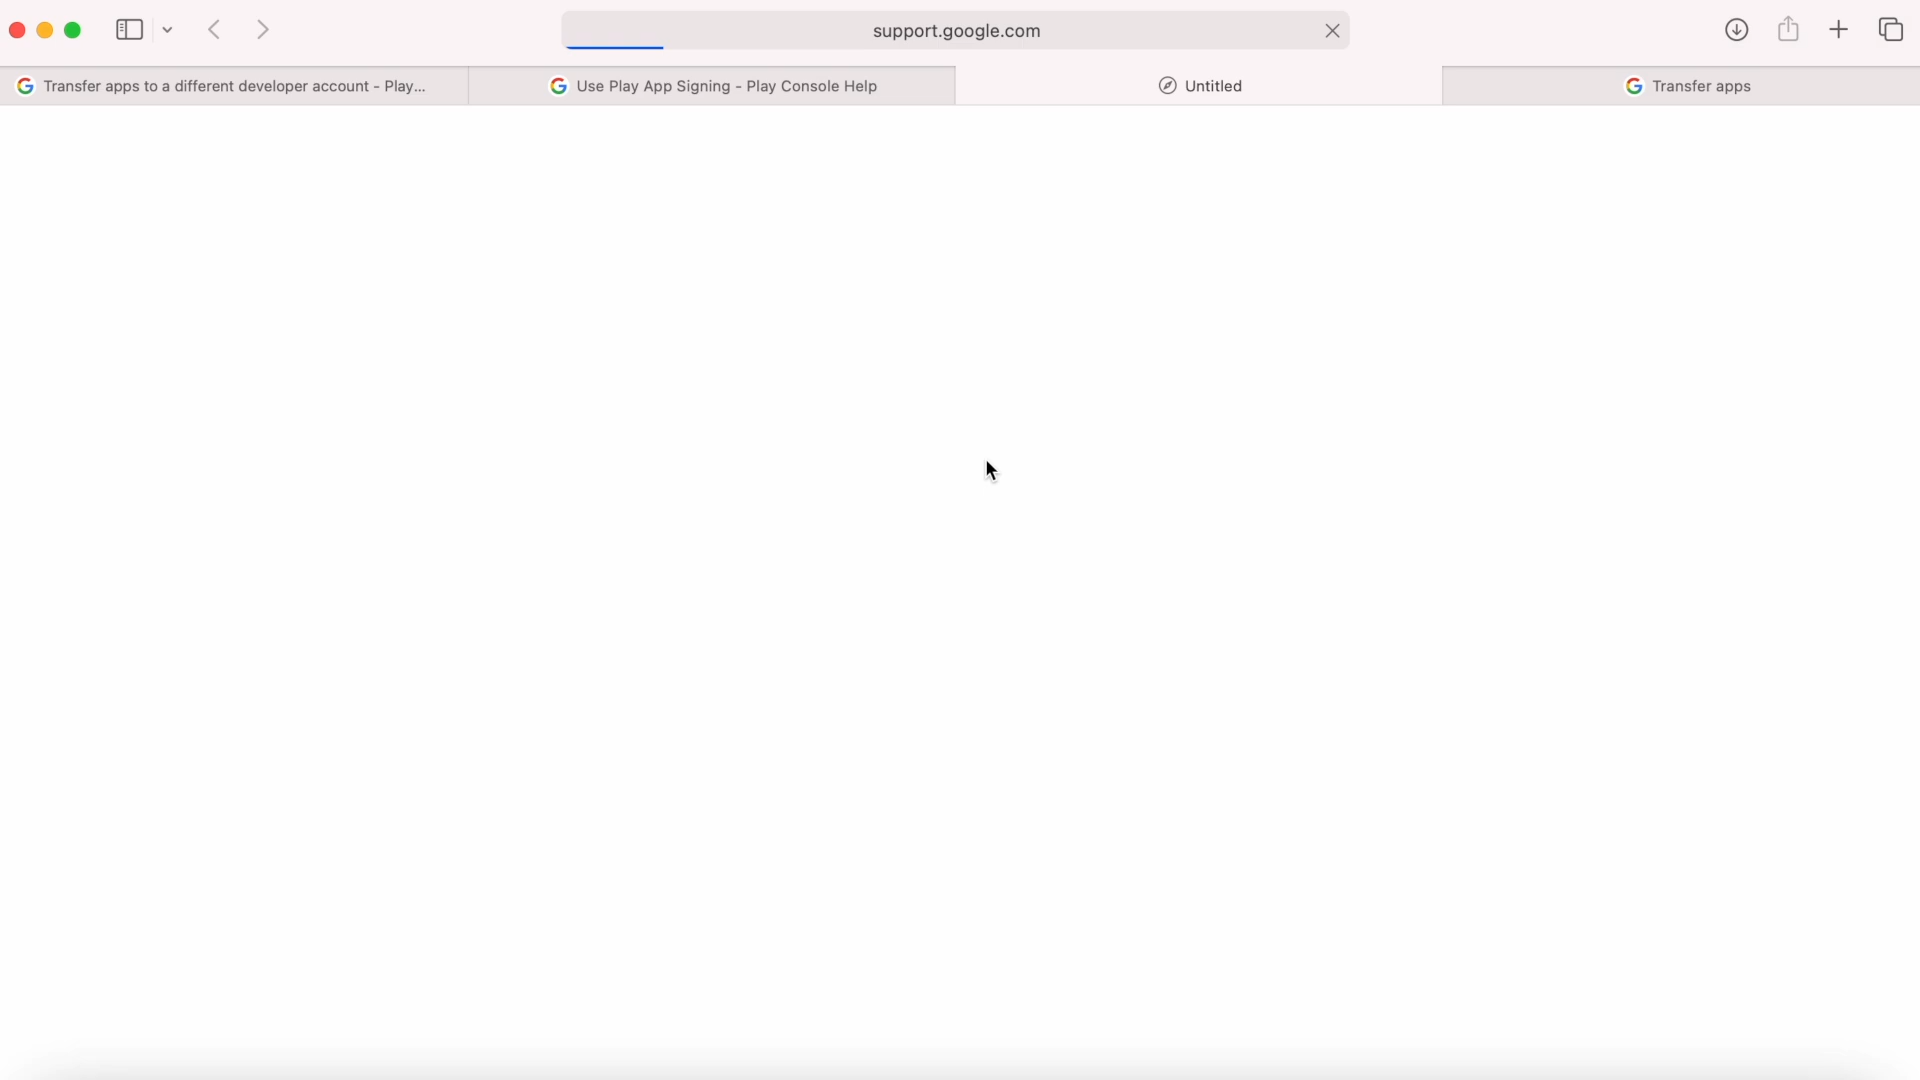 support.google.com
Transfer apps to a different developer account - Play...
Use Play App Signing - Play Console Help
Untitled
Transfer apps